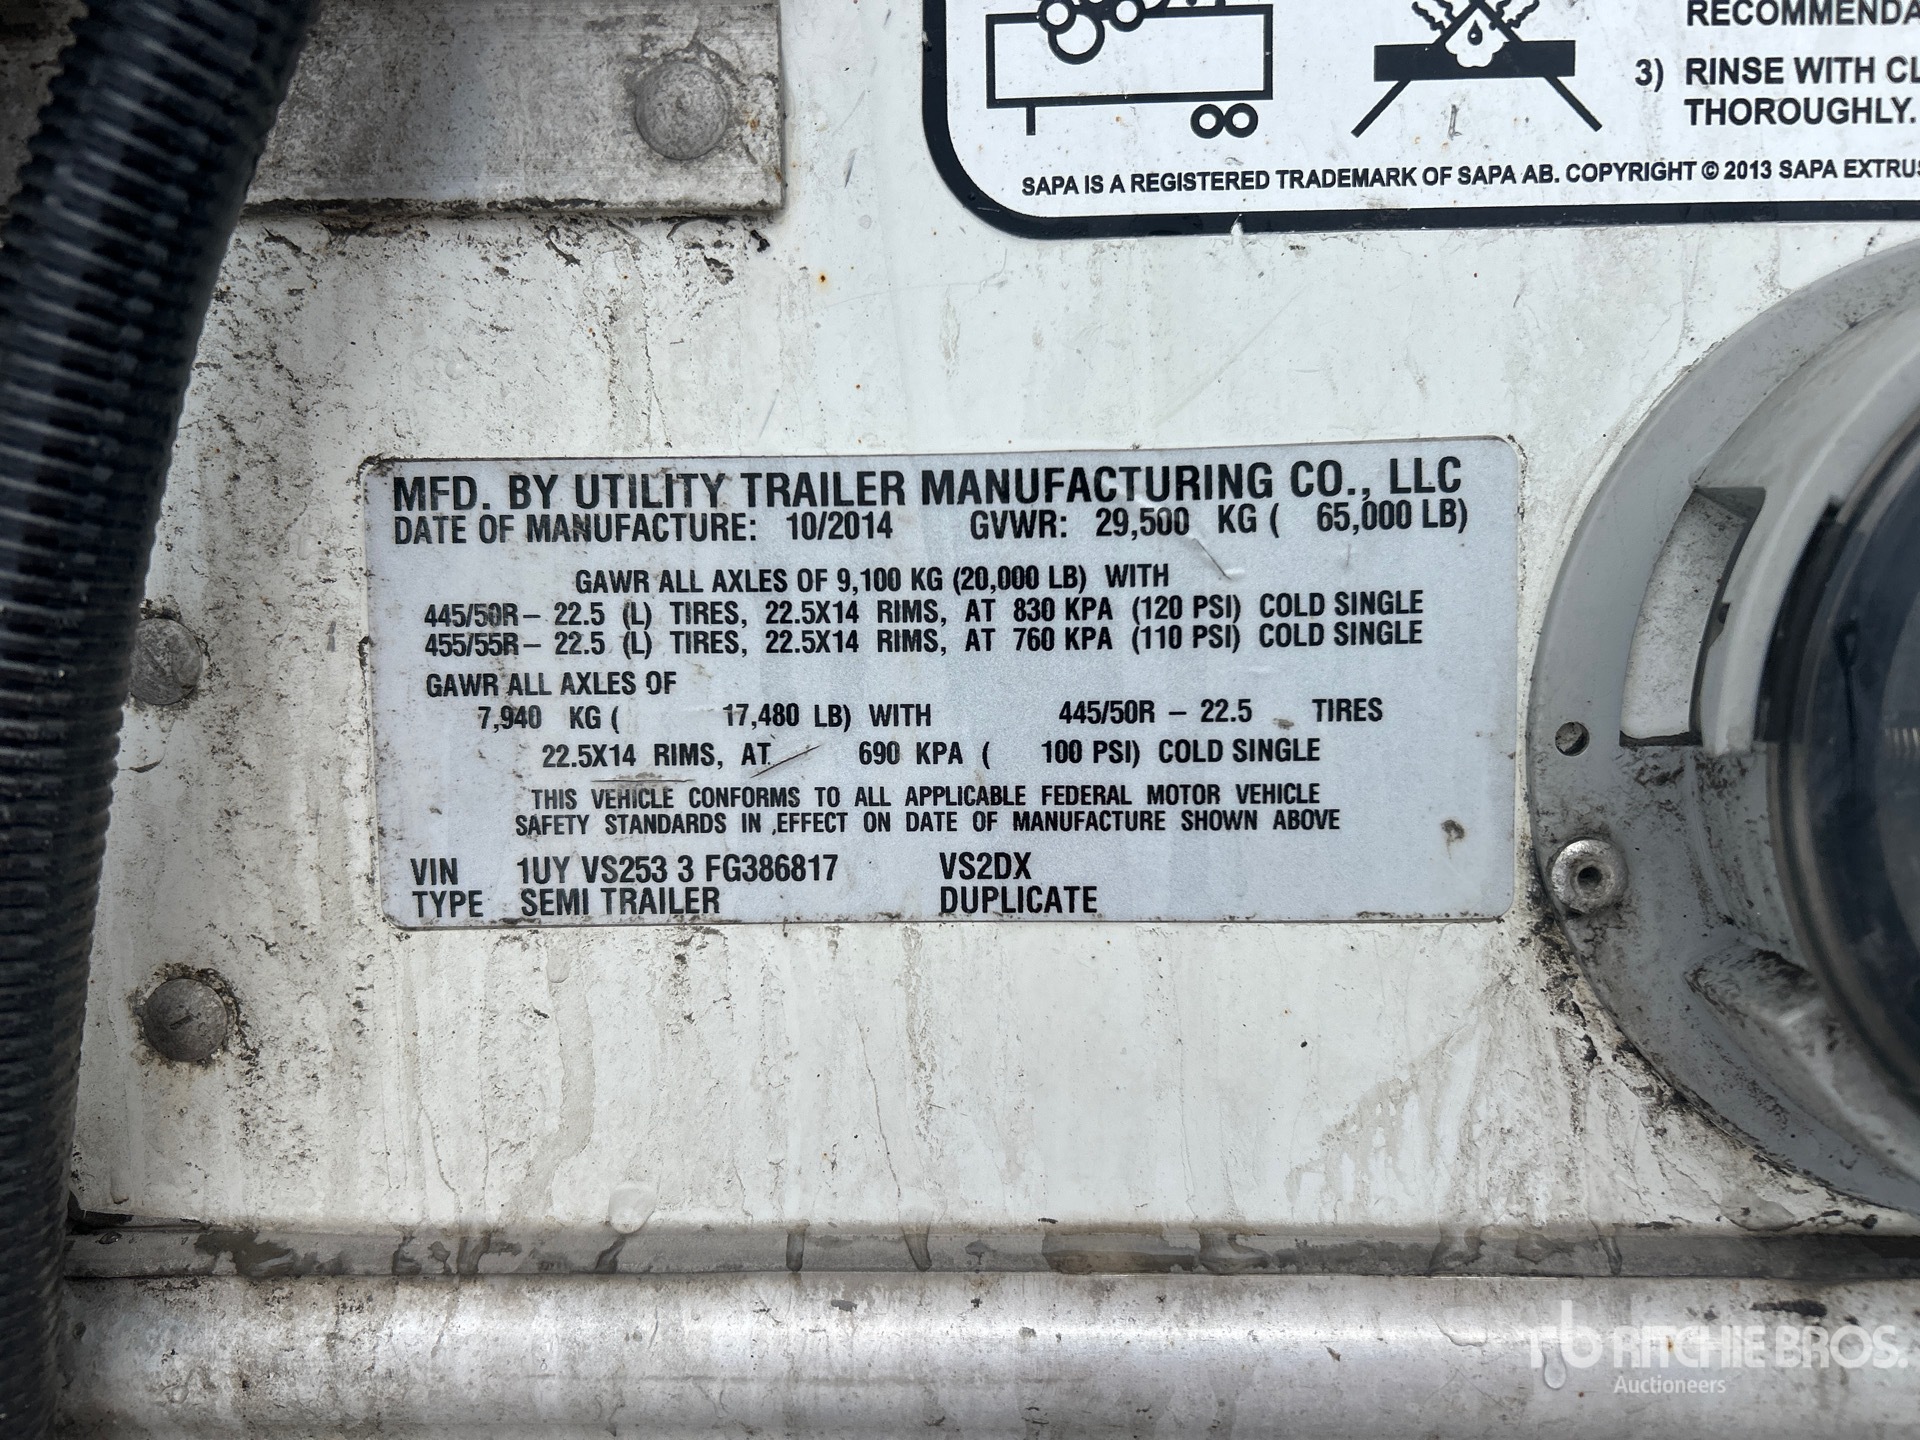 RECOMMENDA
3) RINSE WITH CL
THOROUGHLY.
SAPA IS A REGISTERED TRADEMARK OF SAPA AB. COPYRIGHT © 2013 SAPA EXTRUS
MFD. BY UTILITY TRAILER MANUFACTURING CO., LLC
DATE OF MANUFACTURE: 10/2014 GVWR: 29,500 KG ( 65,000 LB)
GAWR ALL AXLES OF 9,100 KG (20,000 LB) WITH
445/50R – 22.5 (L) TIRES, 22.5X14 RIMS, AT 830 KPA (120 PSI) COLD SINGLE
455/55R – 22.5 (L) TIRES, 22.5X14 RIMS, AT 760 KPA (110 PSI) COLD SINGLE
GAWR ALL AXLES OF
7,940 KG ( 17,480 LB) WITH 445/50R – 22.5 TIRES
22.5X14 RIMS, AT 690 KPA ( 100 PSI) COLD SINGLE
THIS VEHICLE CONFORMS TO ALL APPLICABLE FEDERAL MOTOR VEHICLE
SAFETY STANDARDS IN EFFECT ON DATE OF MANUFACTURE SHOWN ABOVE
VIN 1UY VS253 3 FG386817 VS2DX
TYPE SEMI TRAILER DUPLICATE
rb RITCHIE BROS.
Auctioneers